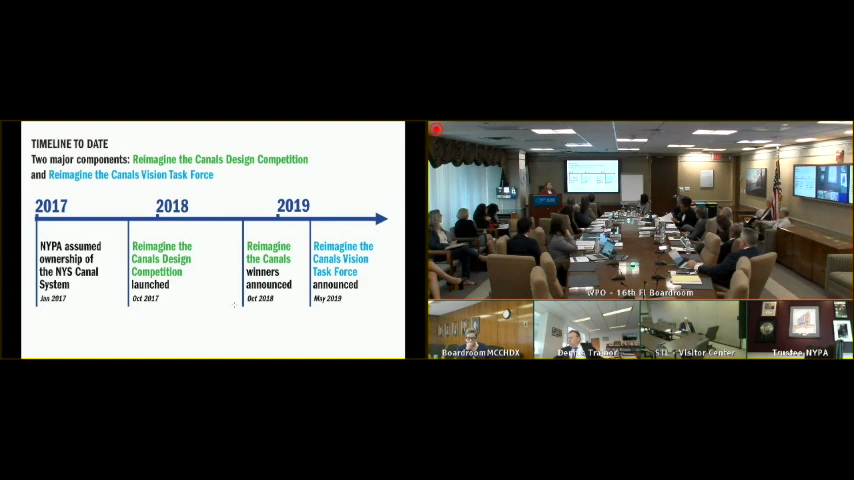 TIMELINE TO DATE
Two major components: Reimagine the Canals Design Competition
and Reimagine the Canals Vision Task Force
2017
2018
2019
NYPA assumed
ownership of
the NYS Canal
System
Jan 2017
Reimagine the
Canals Design
Competition
launched
Oct 2017
Reimagine
the Canals
winners
announced
Oct 2018
Reimagine the
Canals Vision
Task Force
announced
May 2019
WPO - 16th Fl Boardroom
Boardroom MCCHDX
Dennis Trainor
STL - Visitor Center
Trustee NYPA